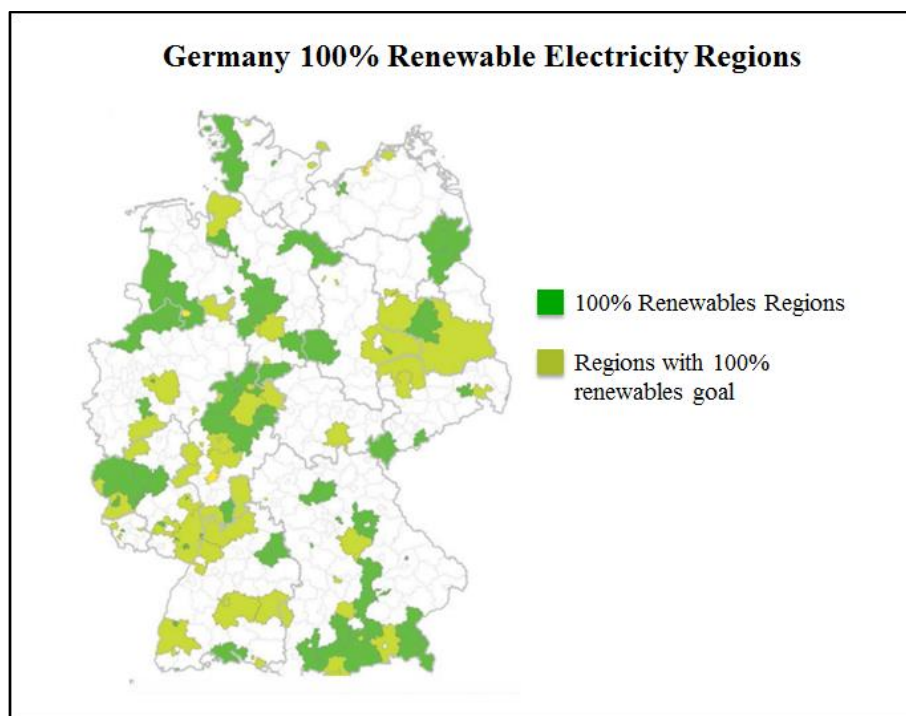 Germany 100% Renewable Electricity Regions
100% Renewables Regions
Regions with 100%
renewables goal